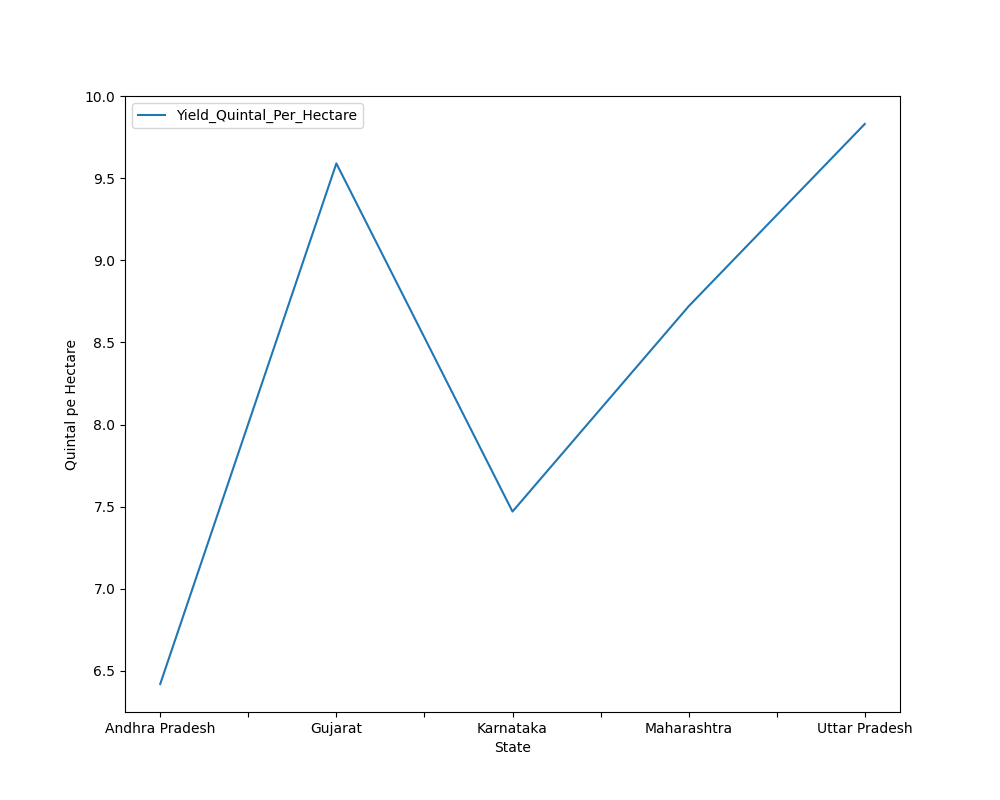 Yield_Quintal_Per_Hectare
10.0
9.5
9.0
8.5
8.0
7.5
7.0
6.5
Quintal pe Hectare
Andhra Pradesh Gujarat Karnataka Maharashtra Uttar Pradesh
State